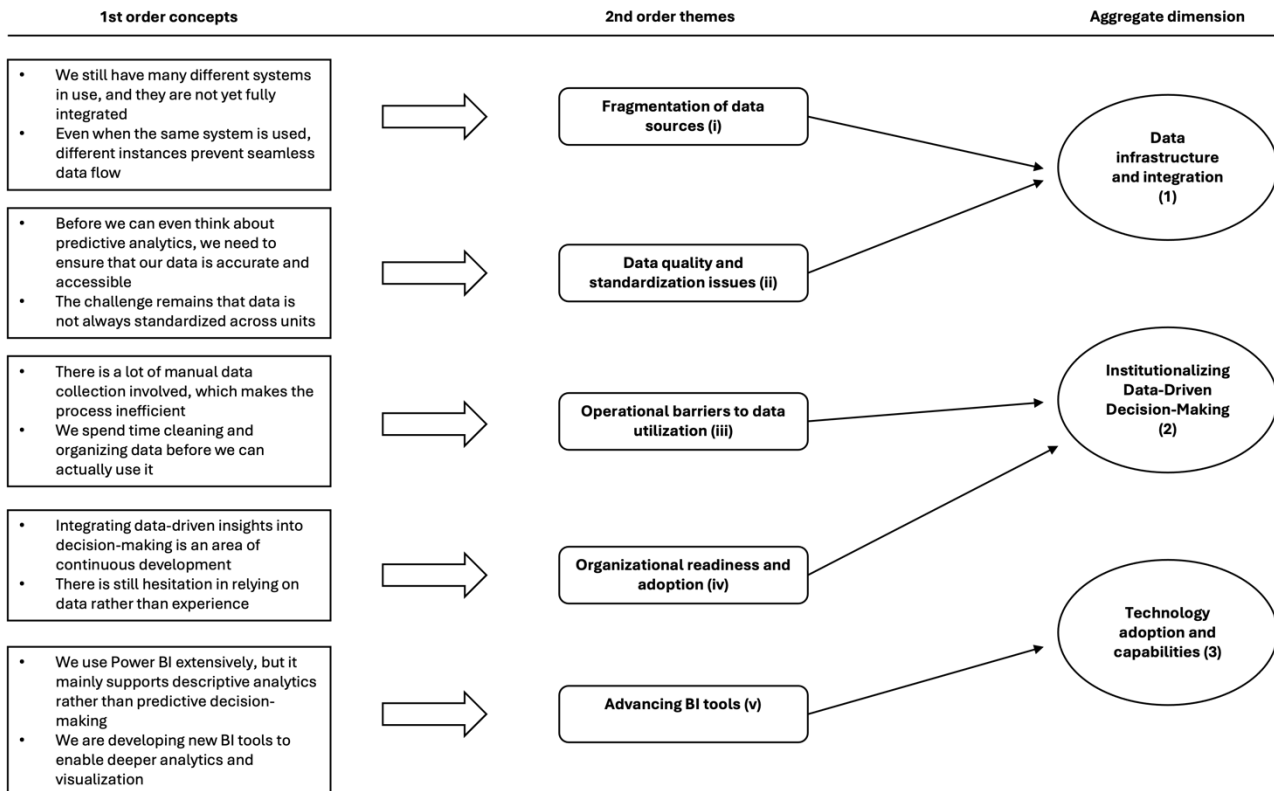 1st order concepts
2nd order themes
Aggregate dimension
• We still have many different systems
in use, and they are not yet fully
integrated
• Even when the same system is used,
different instances prevent seamless
data flow
Fragmentation of data
sources (i)
Data
infrastructure
and integration
(1)
• Before we can even think about
predictive analytics, we need to
ensure that our data is accurate and
accessible
• The challenge remains that data is
not always standardized across units
Data quality and
standardization issues (ii)
• There is a lot of manual data
collection involved, which makes the
process inefficient
• We spend time cleaning and
organizing data before we can
actually use it
Operational barriers to data
utilization (iii)
Institutionalizing
Data-Driven
Decision-Making
(2)
• Integrating data-driven insights into
decision-making is an area of
continuous development
• There is still hesitation in relying on
data rather than experience
Organizational readiness and
adoption (iv)
Technology
adoption and
capabilities (3)
• We use Power BI extensively, but it
mainly supports descriptive analytics
rather than predictive decision-
making
• We are developing new BI tools to
enable deeper analytics and
visualization
Advancing BI tools (v)